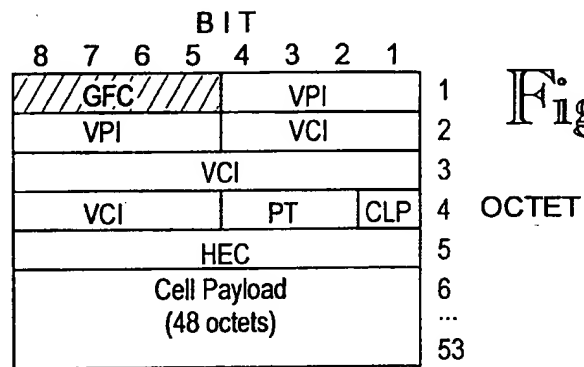 BIT
8 7 6 5 4 3 2 1
GFC VPI 1
Fig
VPI VCI 2
VCI 3
VCI PT CLP 4 OCTET
HEC 5
Cell Payload 6
(48 octets) ...
53